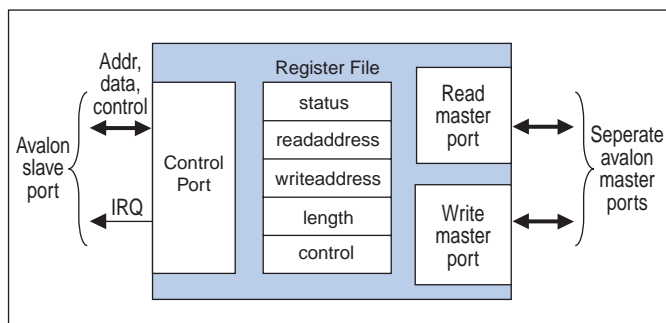 Addr,
data,
control
Avalon
slave
port
IRQ
Control
Port
Register File
status
readaddress
writeaddress
length
control
Read
master
port
Write
master
port
Seperate
avalon
master
ports